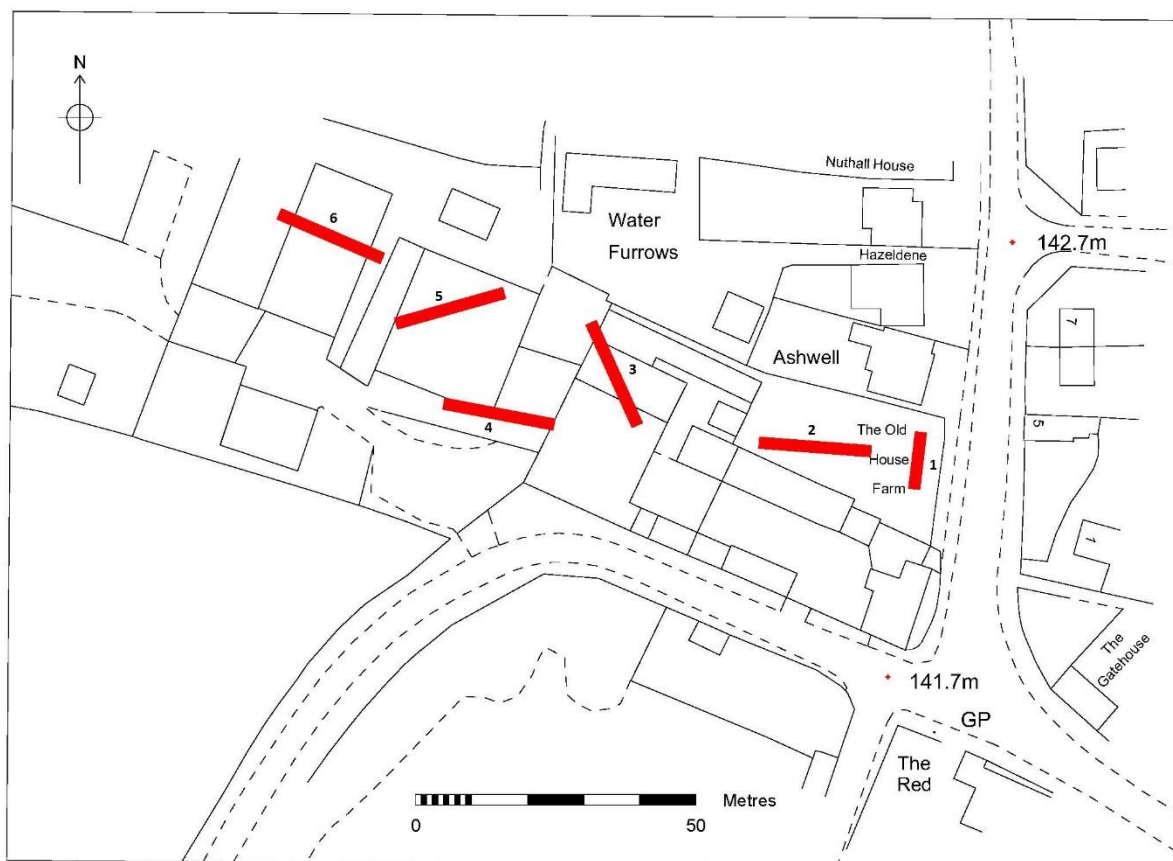 N
Nuthall House
6
Water
Furrows
142.7m
Hazeldene
5
7
Ashwell
3
The Old
2
House
1
Farm
4
5
1
The
Gatehouse
141.7m
GP
The
Red
Metres
0
50